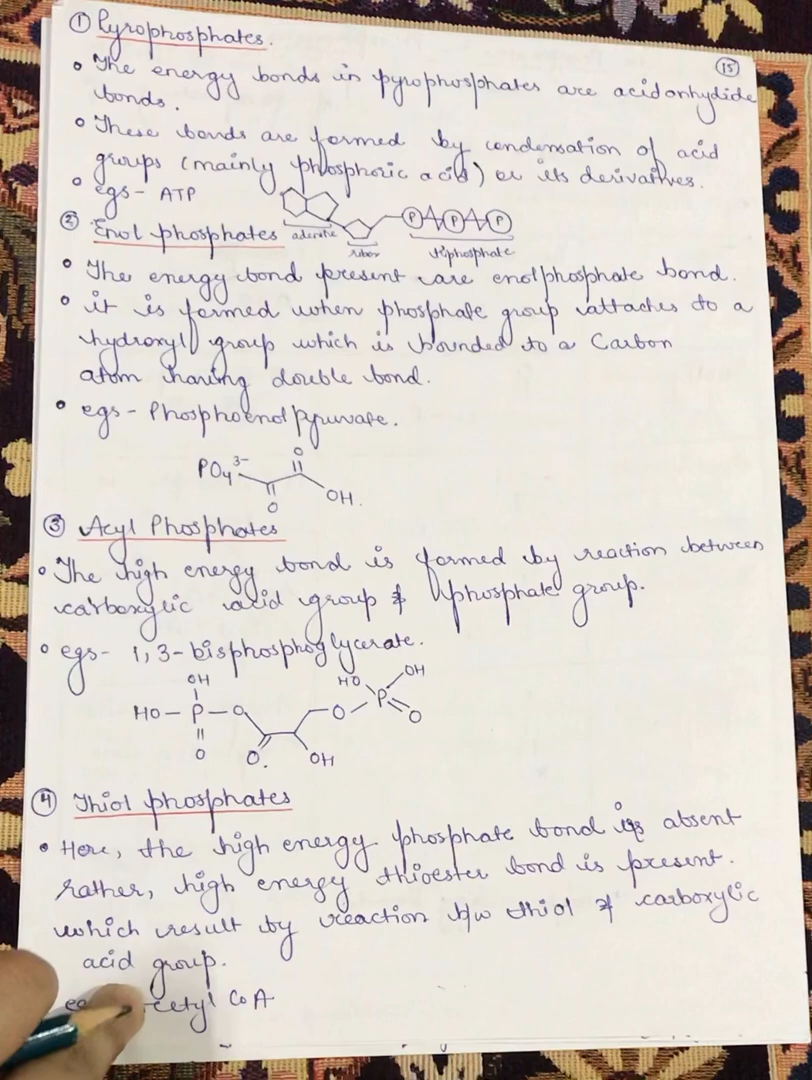 ① Pyrophosphates.
⑮
• The energy bonds in pyrophosphates are acidanhydide
bonds.
• These bonds are formed by condensation of acid
groups (mainly phosphoric acid) or its derivatives.
• egs- ATP
P P P
adenine ribose triphosphate
② Enol phosphates
• The energy bond present are enolphosphate bond.
• it is formed when phosphate group attaches to a
hydroxyl group which is bounded to a Carbon
atom having double bond.
• egs- Phosphoenol pyruvate.
O
PO₄³⁻
O OH.
③ Acyl Phosphates
• The high energy bond is formed by reaction between
carboxylic acid group & phosphate group.
• egs- 1,3-bisphosphoglycerate.
OH HO OH
HO-P-O O-P=O
O O. OH
④ Thiol phosphates
• Here, the high energy phosphate bond is absent
rather, high energy thioester bond is present.
which result by reaction b/w thiol & carboxylic
acid group.
cetyl CoA